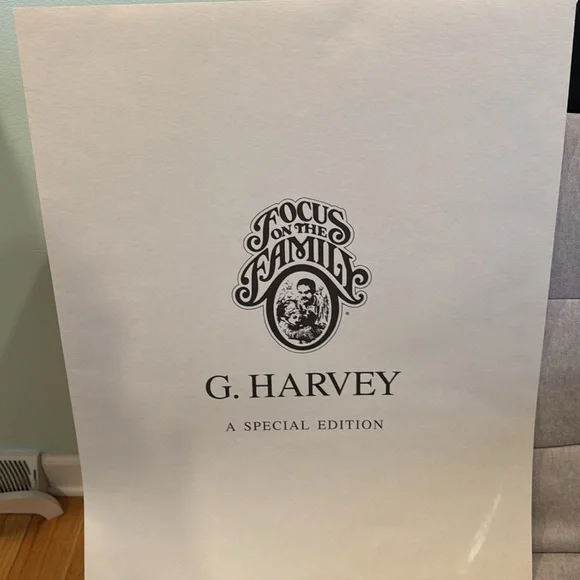 FOCUS
ON THE
FAMILY
®
G. HARVEY
A SPECIAL EDITION